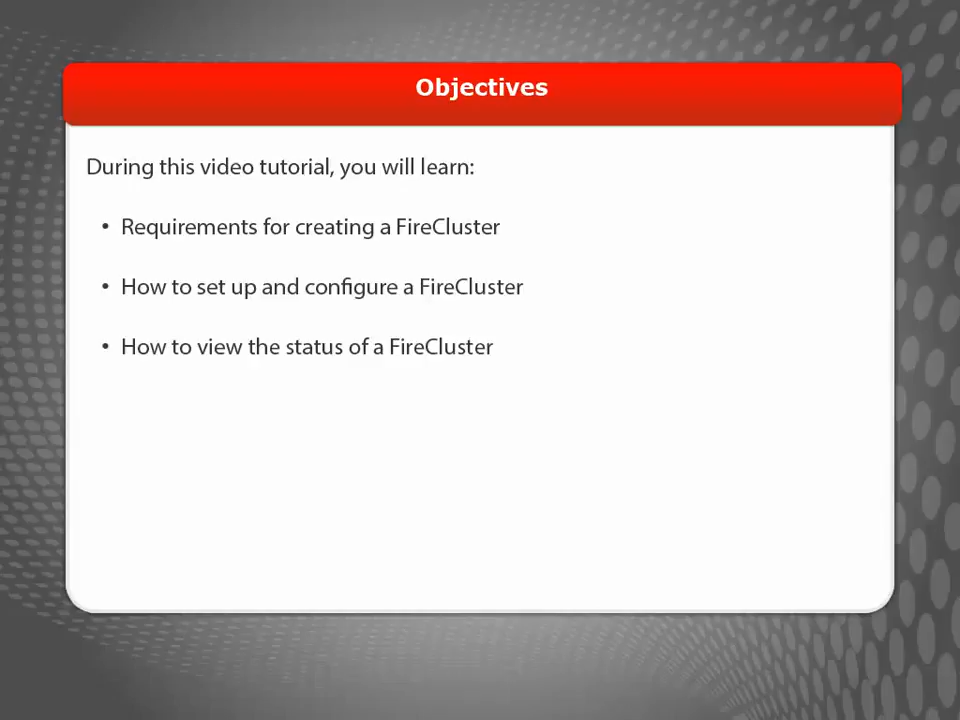 Objectives
During this video tutorial, you will learn:
• Requirements for creating a FireCluster
• How to set up and configure a FireCluster
• How to view the status of a FireCluster